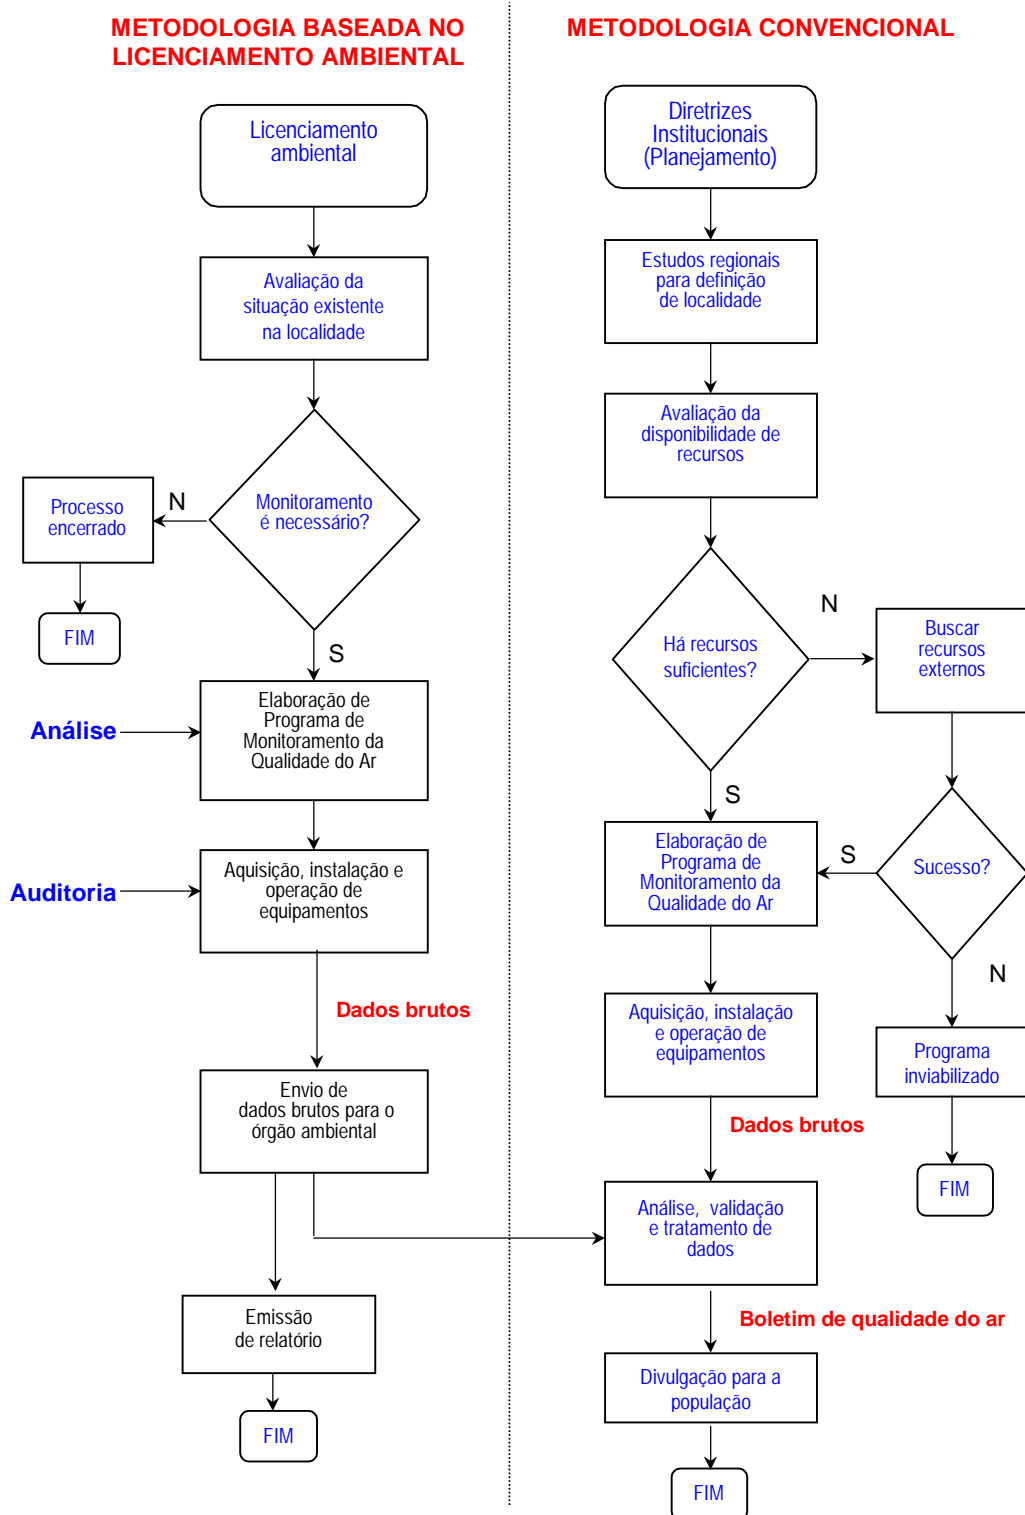 METODOLOGIA BASEADA NO
LICENCIAMENTO AMBIENTAL
Licenciamento
ambiental
Avaliação da
situação existente
na localidade
Monitoramento
é necessário?
N
Processo
encerrado
FIM
S
Análise
Elaboração de
Programa de
Monitoramento da
Qualidade do Ar
Auditoria
Aquisição, instalação e
operação de
equipamentos
Dados brutos
Envio de
dados brutos para o
órgão ambiental
Emissão
de relatório
FIM
METODOLOGIA CONVENCIONAL
Diretrizes
Institucionais
(Planejamento)
Estudos regionais
para definição
de localidade
Avaliação da
disponibilidade de
recursos
Há recursos
suficientes?
N
Buscar
recursos
externos
S
Sucesso?
S
Elaboração de
Programa de
Monitoramento da
Qualidade do Ar
N
Programa
inviabilizado
FIM
Aquisição, instalação
e operação de
equipamentos
Dados brutos
Análise, validação
e tratamento de
dados
Boletim de qualidade do ar
Divulgação para a
população
FIM